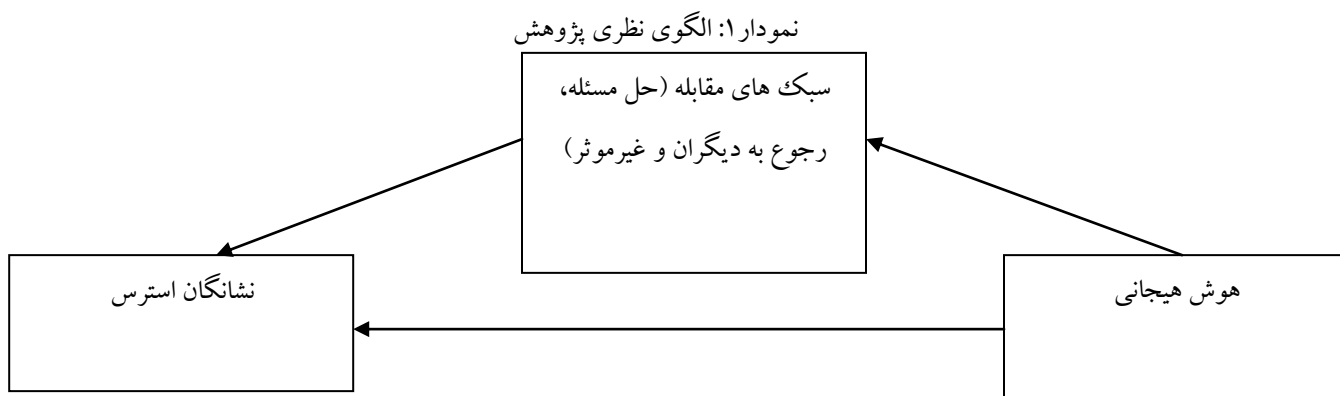 نمودار۱: الگوی نظری پژوهش
سبک های مقابله (حل مسئله،
رجوع به دیگران و غیرموثر)
هوش هیجانی
نشانگان استرس